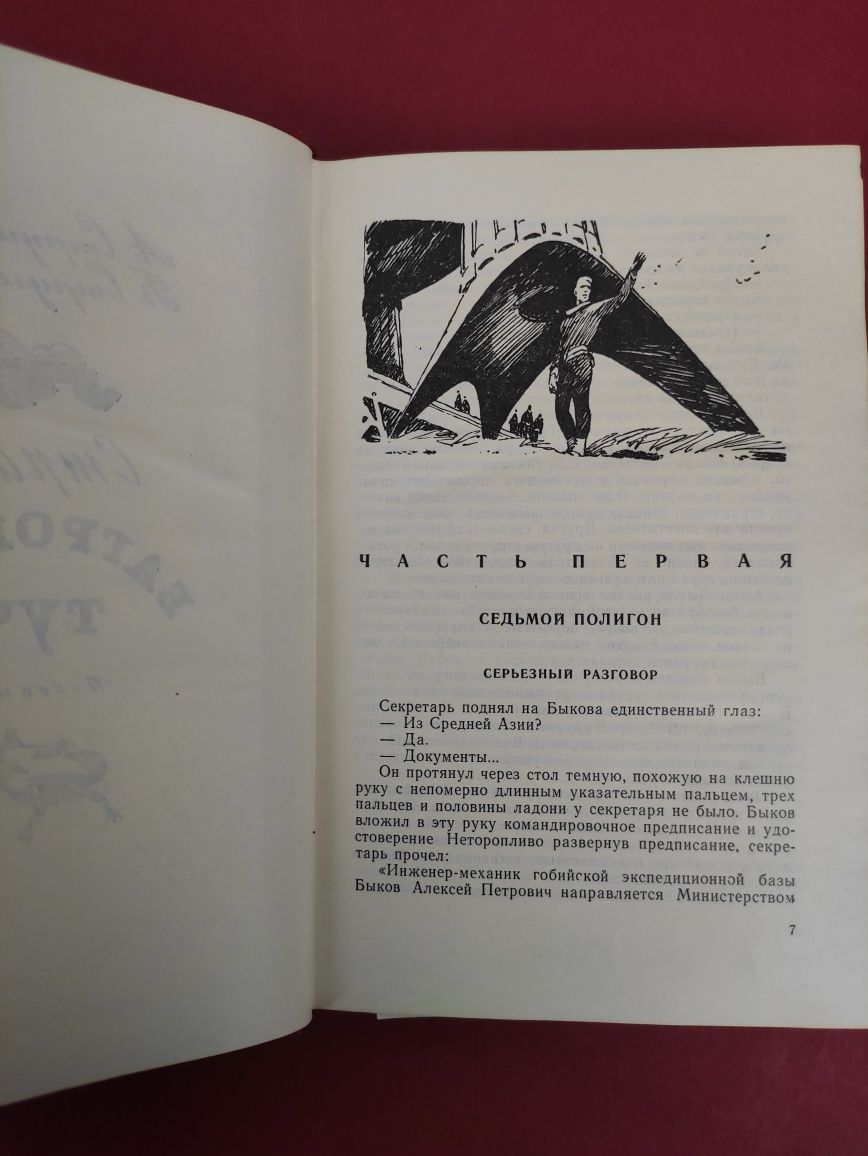 ЧАСТЬ ПЕРВАЯ
СЕДЬМОЙ ПОЛИГОН
СЕРЬЕЗНЫЙ РАЗГОВОР
Секретарь поднял на Быкова единственный глаз:
— Из Средней Азии?
— Да.
— Документы...
Он протянул через стол темную, похожую на клешню
руку с непомерно длинным указательным пальцем, трех
пальцев и половины ладони у секретаря не было. Быков
вложил в эту руку командировочное предписание и удо-
стоверение Неторопливо развернув предписание, секре-
тарь прочел:
«Инженер-механик гобийской экспедиционной базы
Быков Алексей Петрович направляется Министерством
7